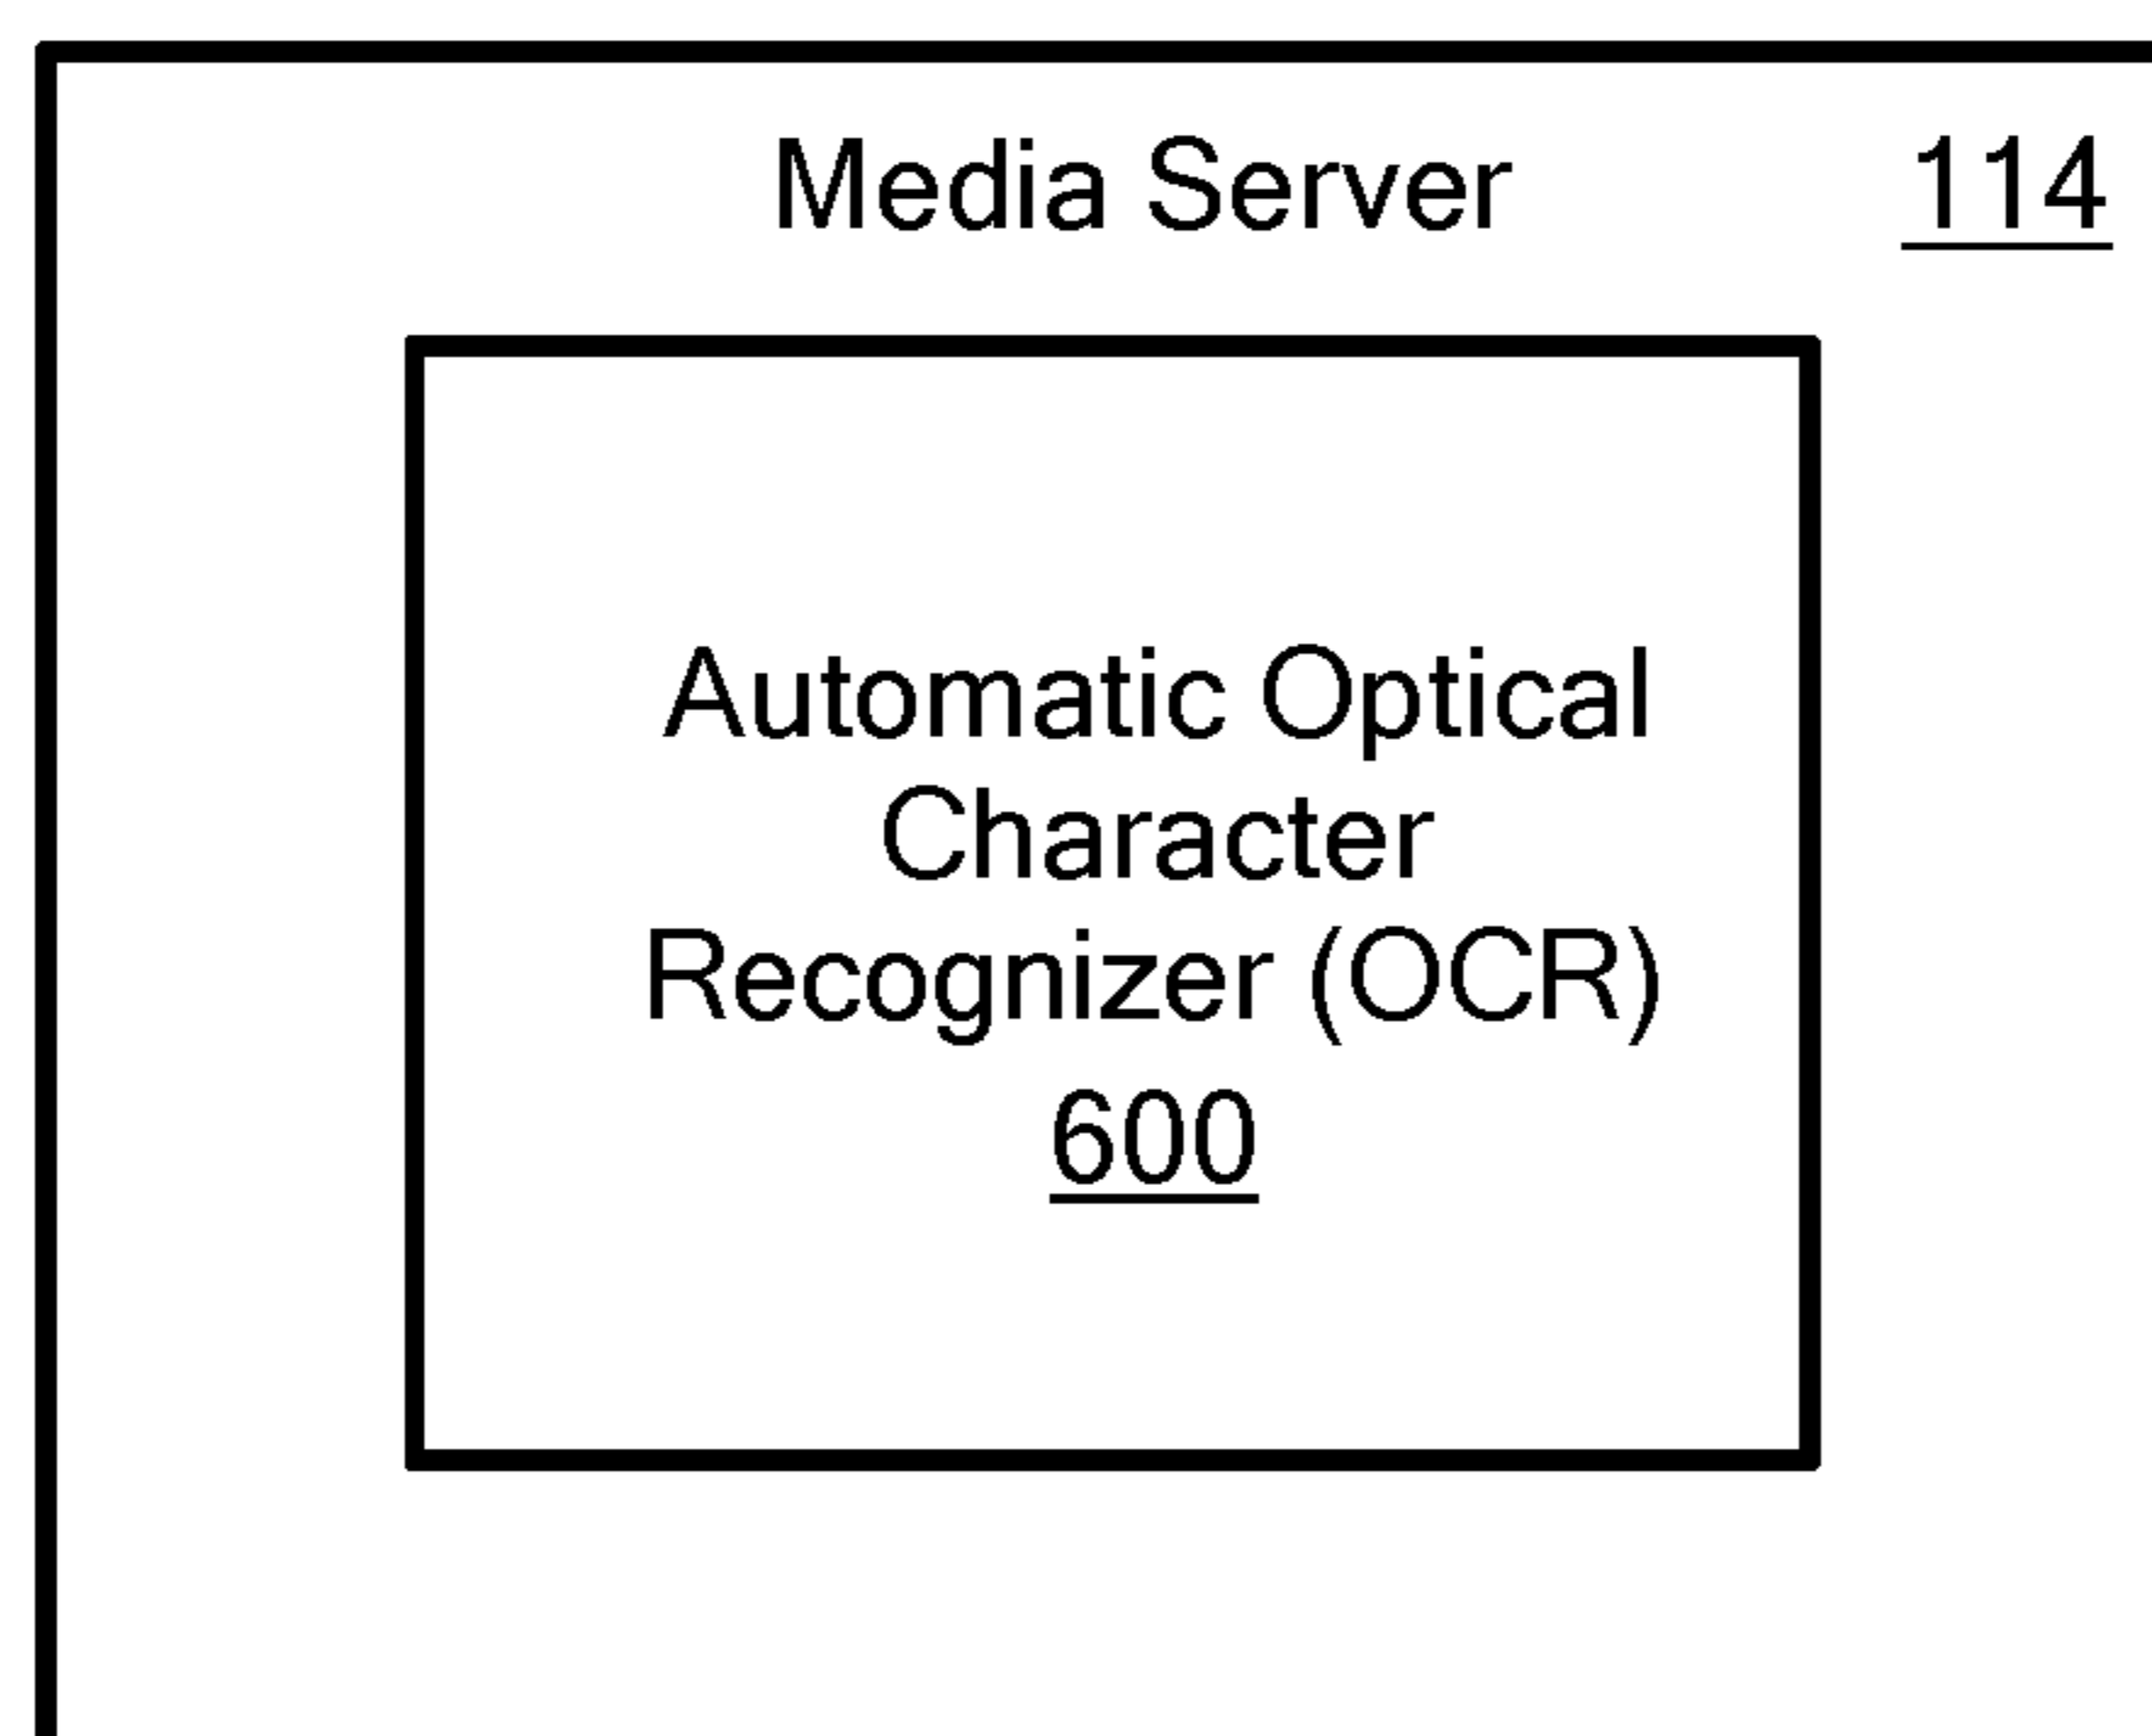 Media Server 114
Automatic Optical
Character
Recognizer (OCR)
600